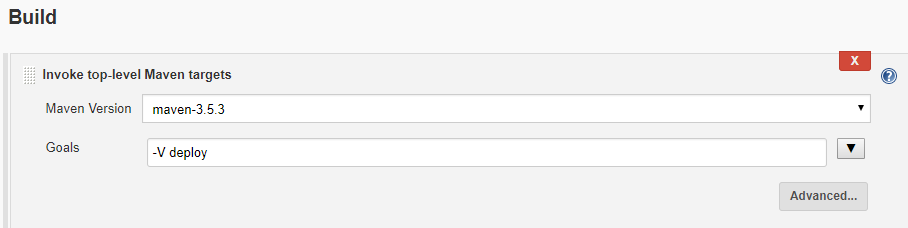 Build
Invoke top-level Maven targets
X
?
Maven Version
maven-3.5.3
Goals
-V deploy
Advanced...